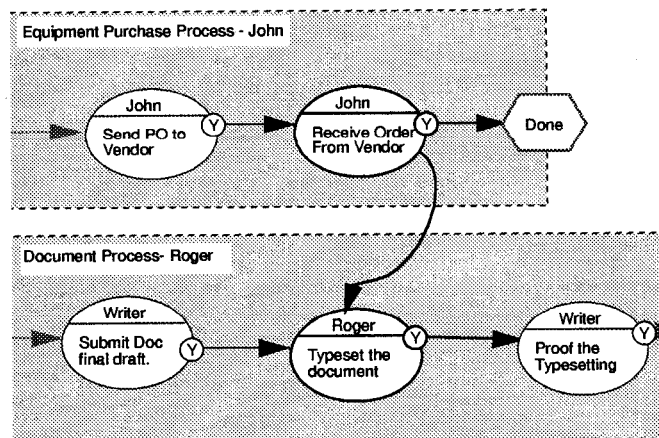 Equipment Purchase Process - John
John
Send PO to
Vendor
Y
John
Receive Order
From Vendor
Y
Done
Document Process- Roger
Writer
Submit Doc
final draft.
Y
Roger
Typeset the
document
Y
Writer
Proof the
Typesetting
Y